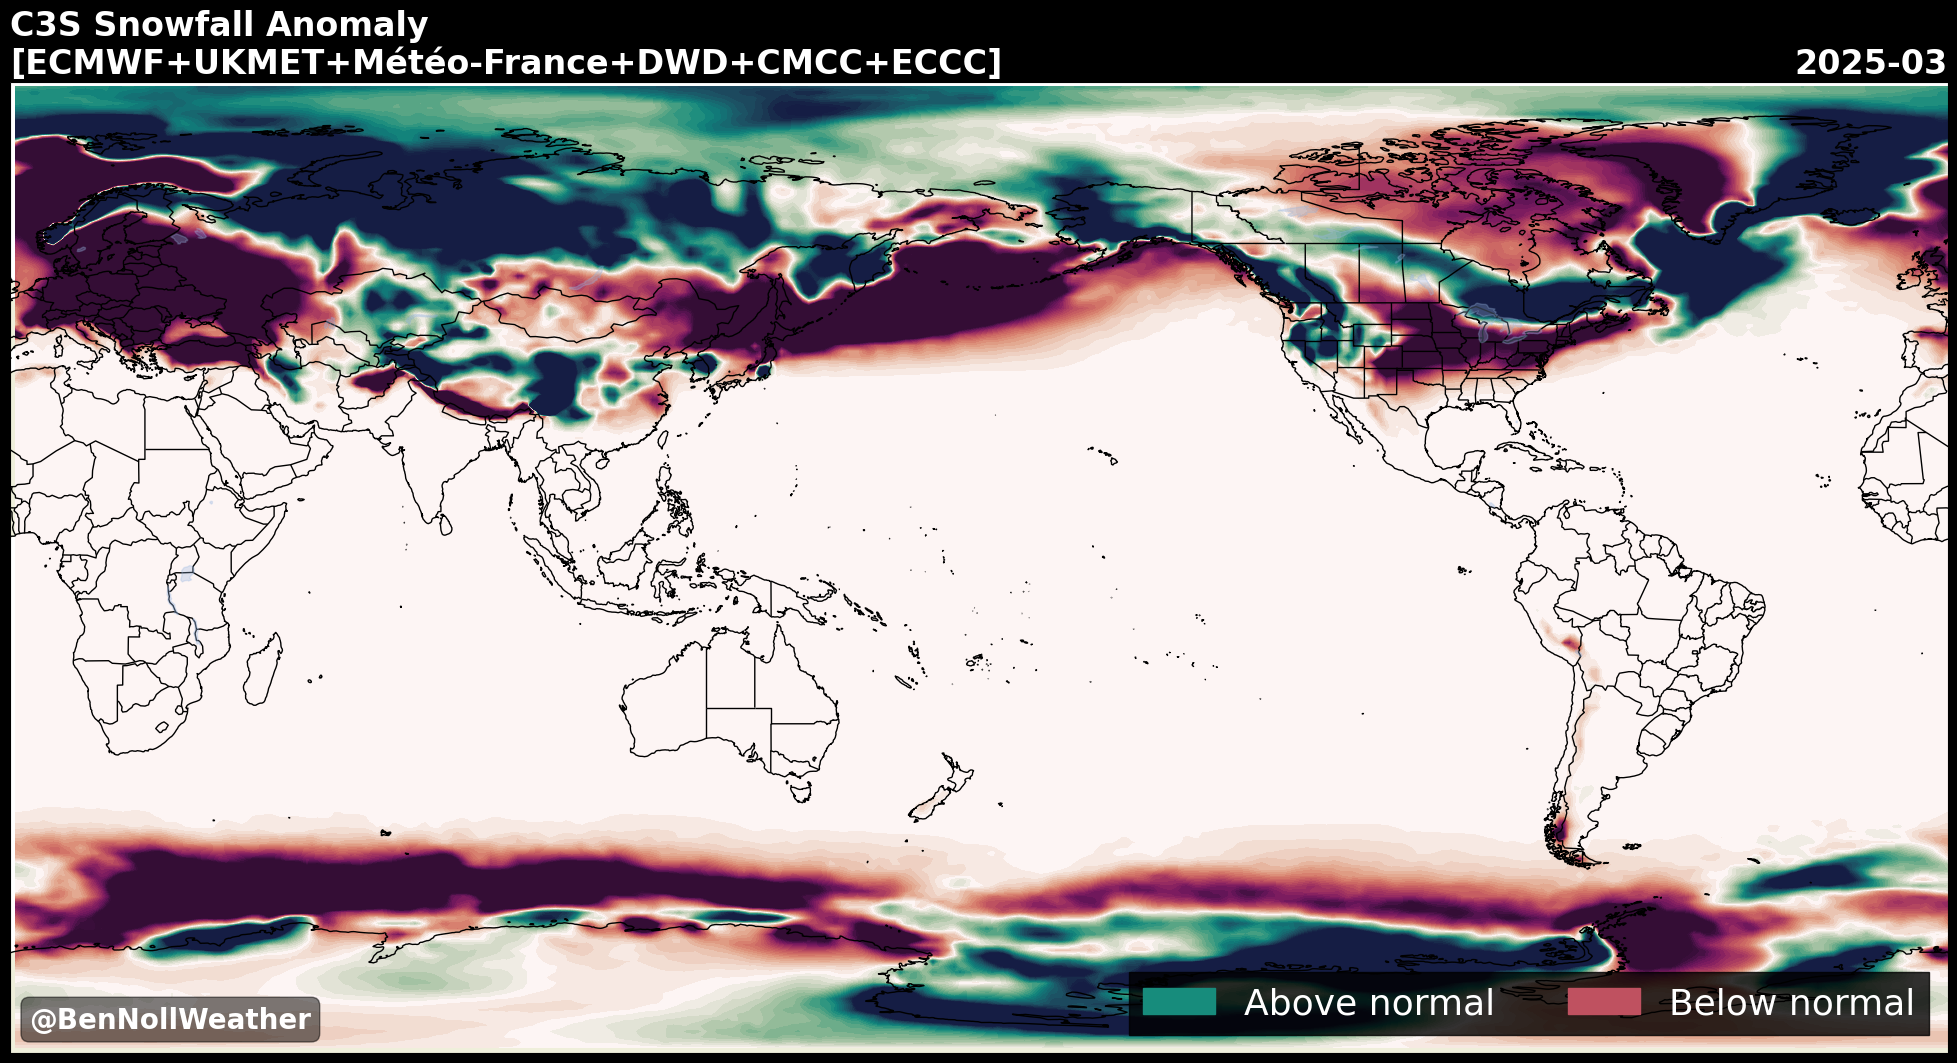 C3S Snowfall Anomaly
[ECMWF+UKMET+Météo-France+DWD+CMCC+ECCC]
2025-03
@BenNollWeather
Above normal
Below normal